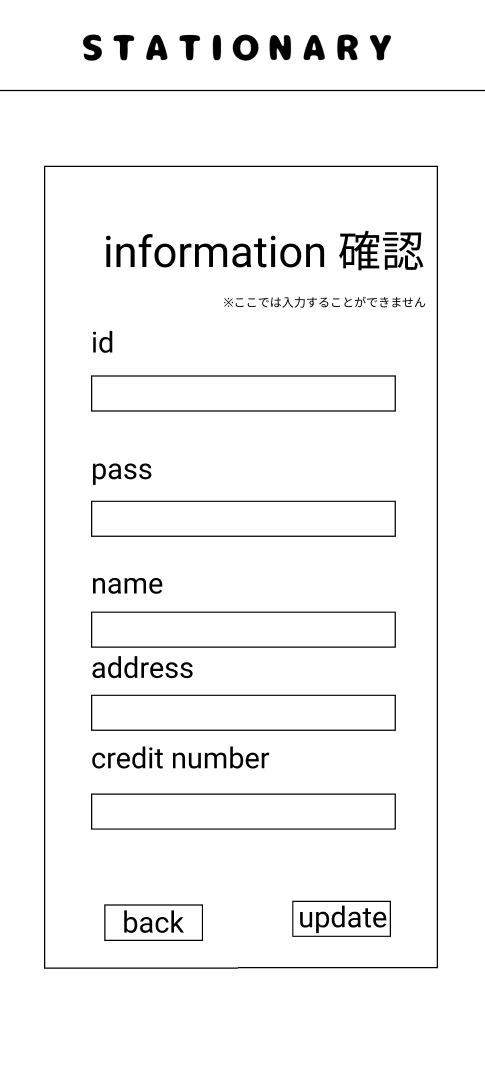 STATIONARY
information 確認
※ここでは入力することができません
id
pass
name
address
credit number
back
update